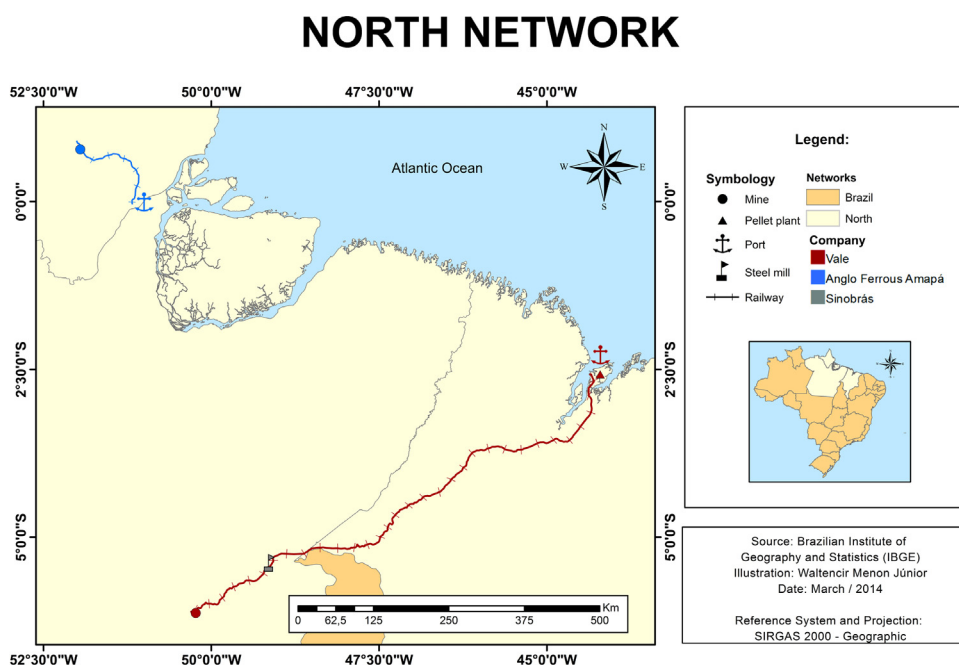 NORTH NETWORK
52°30'0"W 50°0'0"W 47°30'0"W 45°0'0"W
Atlantic Ocean
N
W E
S
0°0'0"
0°0'0"
2°30'0"S
2°30'0"S
5°0'0"S
5°0'0"S
Km
0 62,5 125 250 375 500
52°30'0"W 50°0'0"W 47°30'0"W 45°0'0"W
Legend:
Symbology
Mine
Pellet plant
Port
Steel mill
Railway
Networks
Brazil
North
Company
Vale
Anglo Ferrous Amapá
Sinobrás
Source: Brazilian Institute of
Geography and Statistics (IBGE)
Illustration: Waltencir Menon Júnior
Date: March / 2014
Reference System and Projection:
SIRGAS 2000 - Geographic